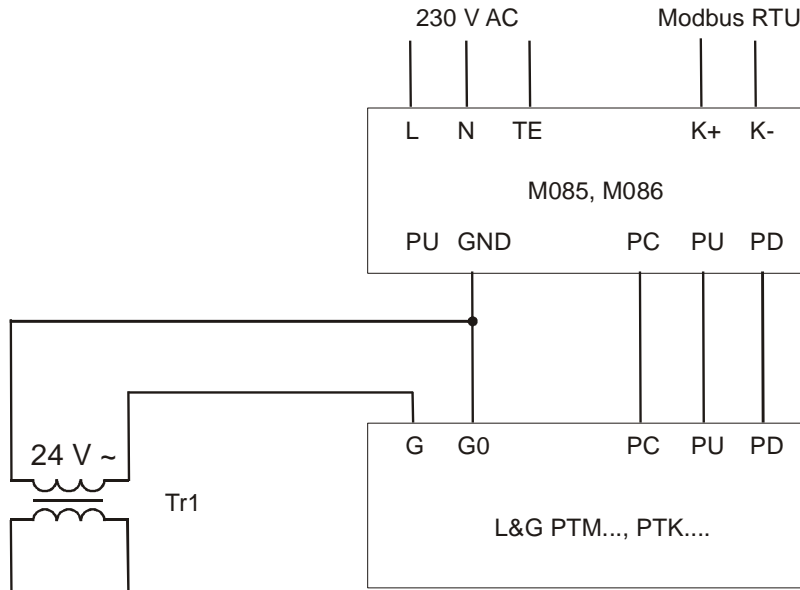 230 V AC Modbus RTU
L N TE K+ K-
M085, M086
PU GND PC PU PD
G G0 PC PU PD
24 V ~
Tr1
L&G PTM..., PTK....